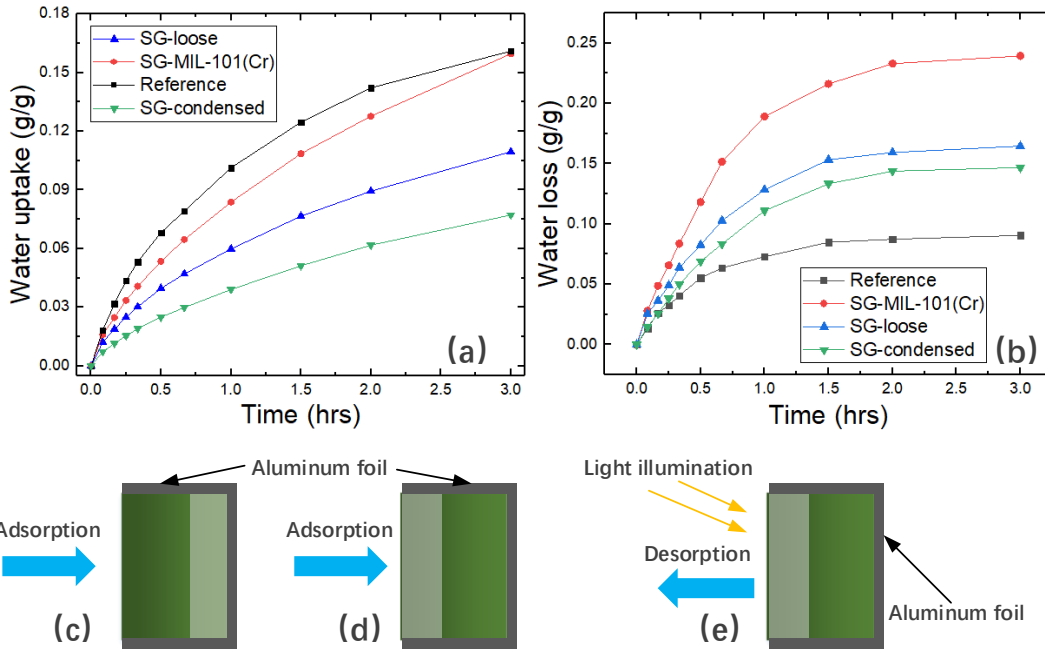 0.18
0.15
0.12
0.09
0.06
0.03
0.00
Water uptake (g/g)
SG-loose
SG-MIL-101(Cr)
Reference
SG-condensed
(a)
0.0 0.5 1.0 1.5 2.0 2.5 3.0
Time (hrs)
0.25
0.20
0.15
0.10
0.05
0.00
Water loss (g/g)
Reference
SG-MIL-101(Cr)
SG-loose
SG-condensed
(b)
0.0 0.5 1.0 1.5 2.0 2.5 3.0
Time (hrs)
Aluminum foil
Adsorption
(c)
Adsorption
(d)
Light illumination
Desorption
(e)
Aluminum foil